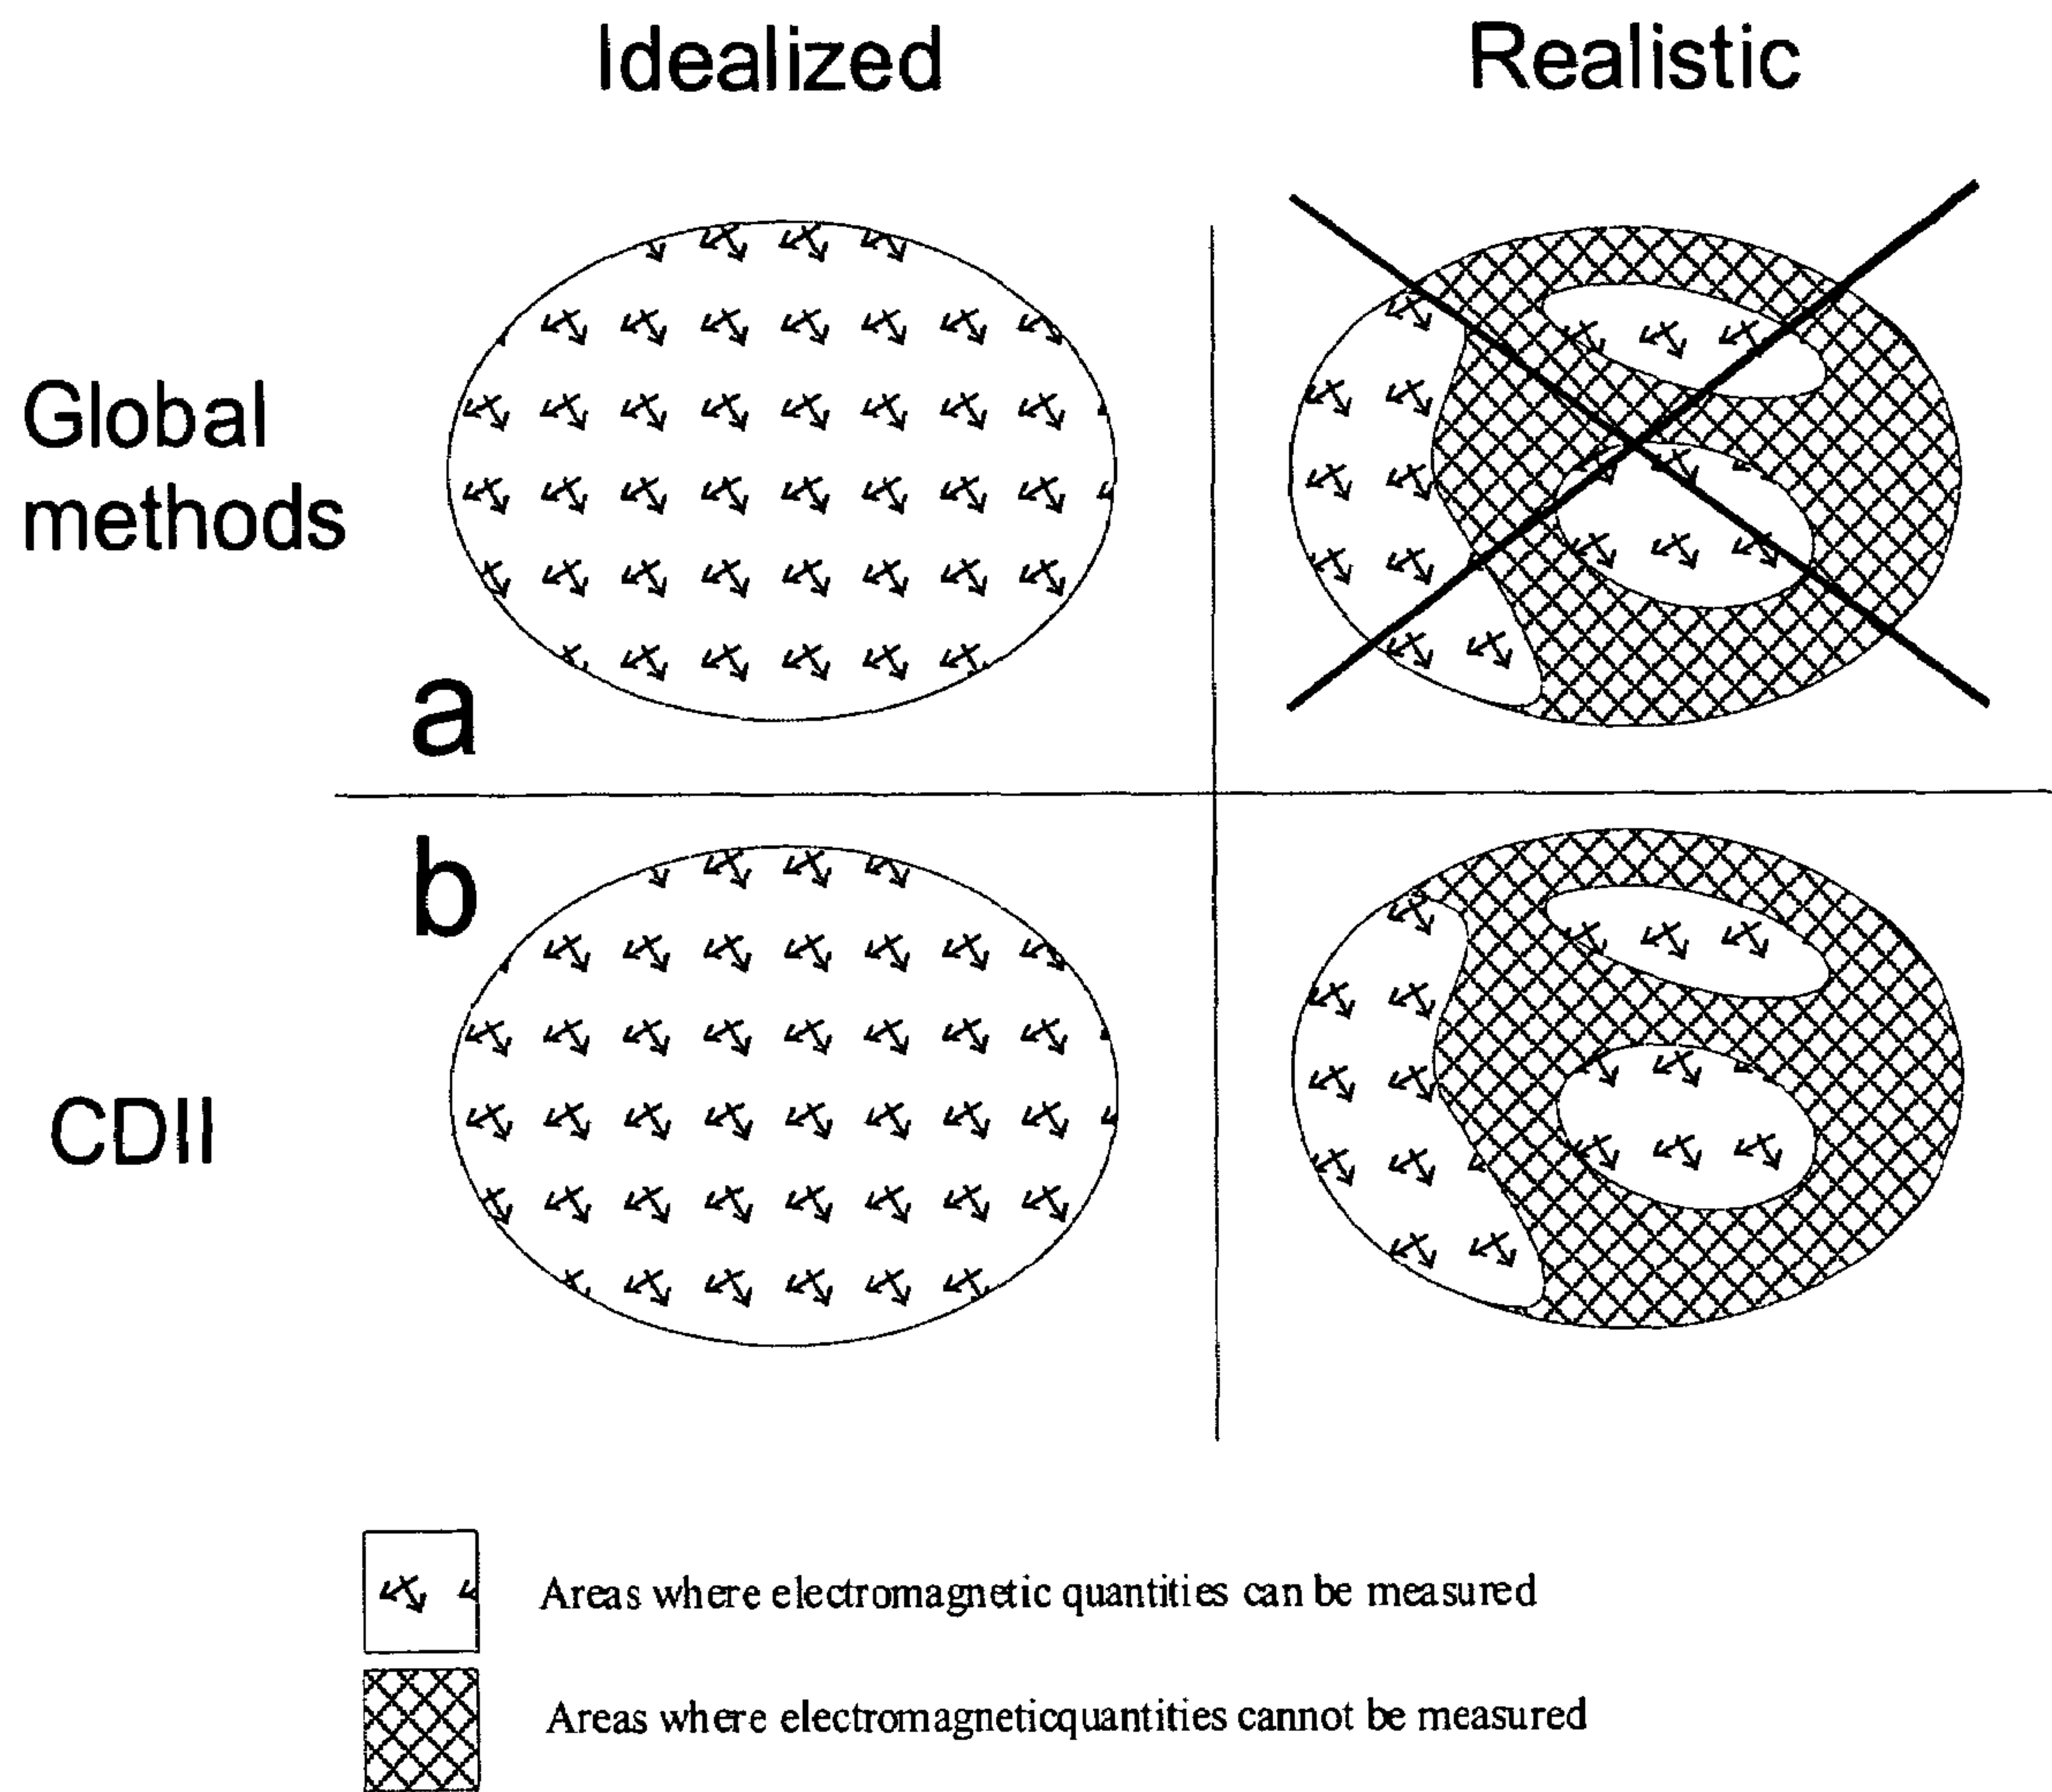 Idealized
Realistic
Global
methods
a
b
CDII
Areas where electromagnetic quantities can be measured
Areas where electromagneticquantities cannot be measured